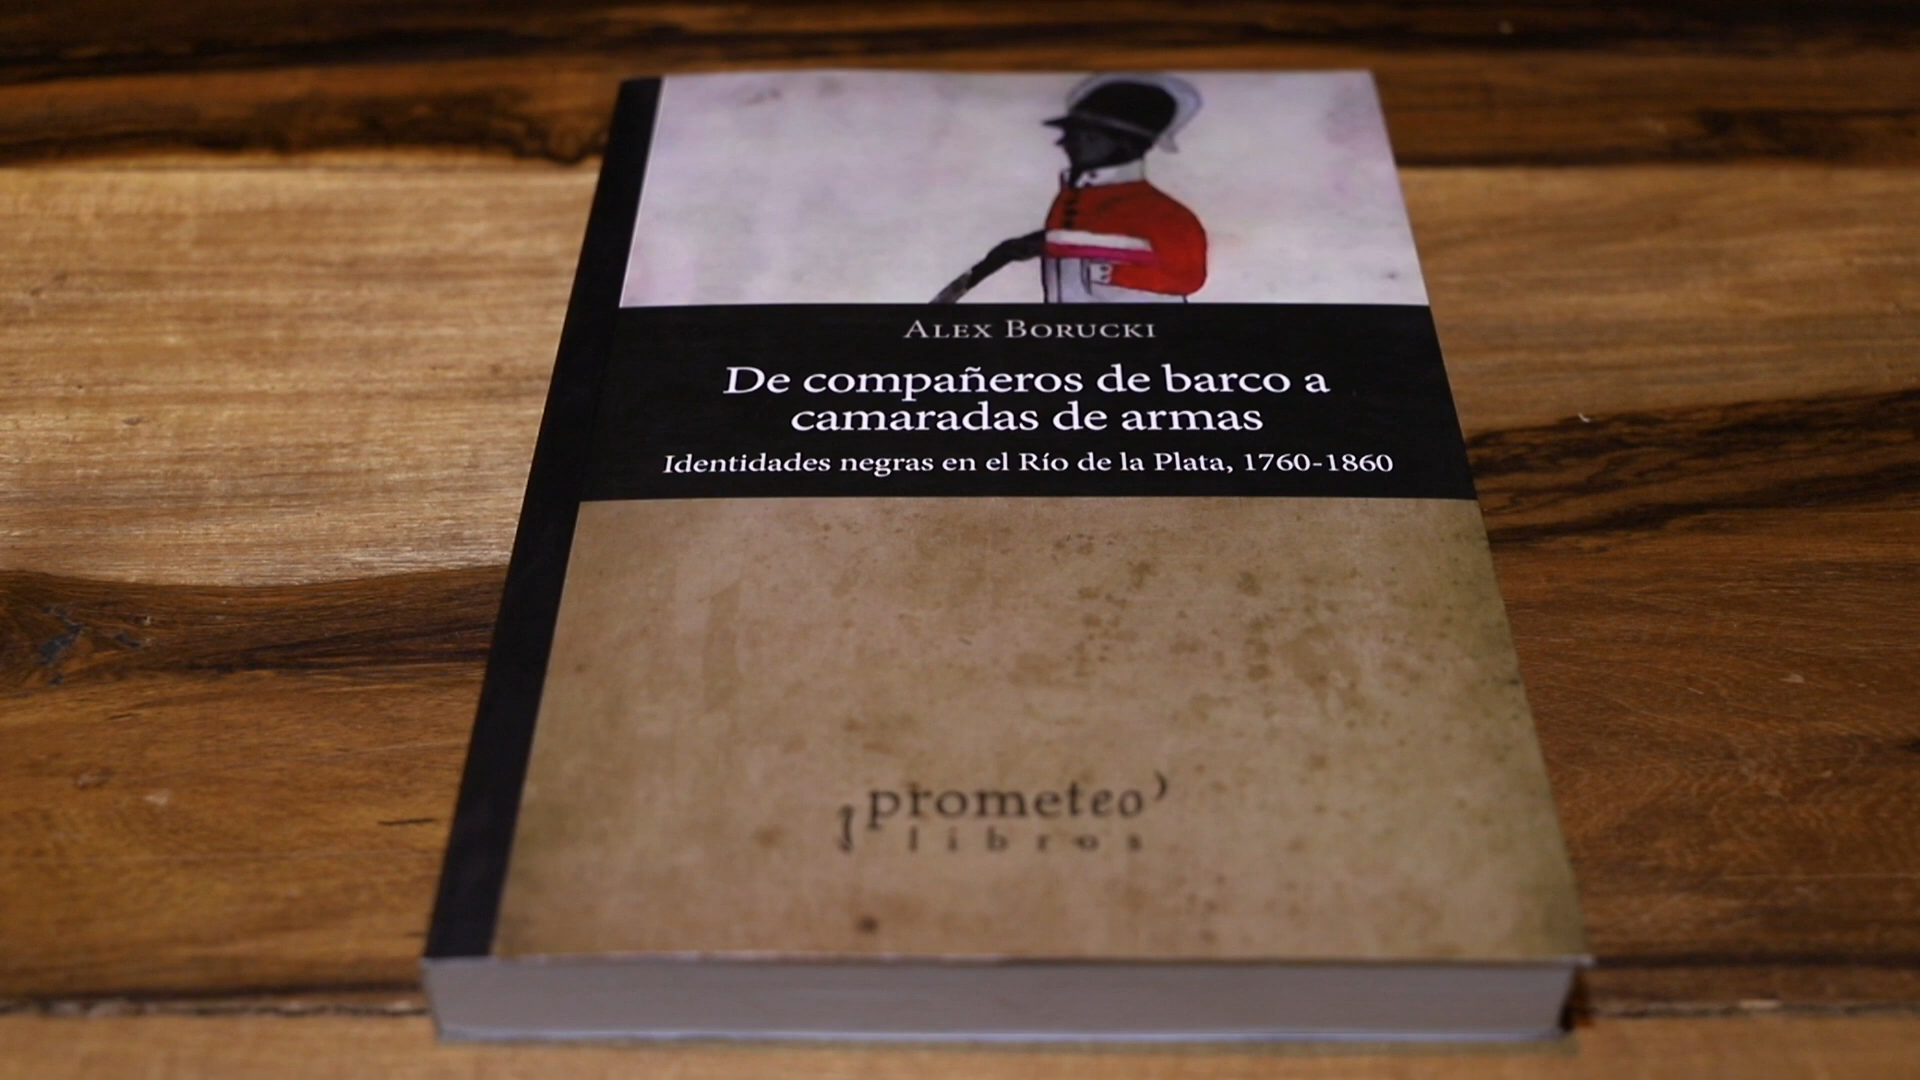 ALEX BORUCKI
De compañeros de barco a
camaradas de armas
Identidades negras en el Río de la Plata, 1760-1860
prometeo
libros